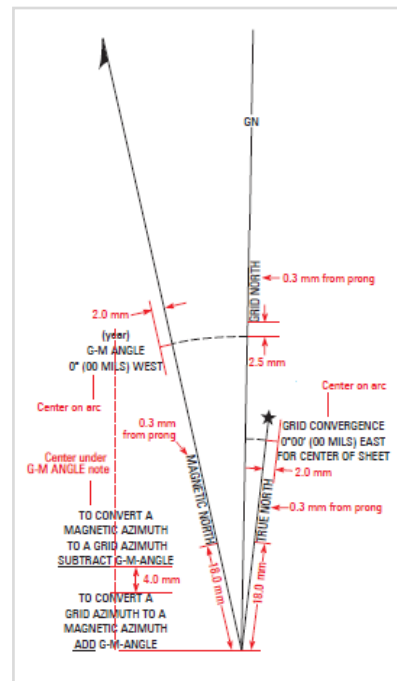 GN
GRID NORTH
0.3 mm from prong
2.0 mm
(year)
G-M ANGLE
0° (00 MILS) WEST
2.5 mm
Center on arc
Center on arc
GRID CONVERGENCE
0°00' (00 MILS) EAST
FOR CENTER OF SHEET
0.3 mm
from prong
Center under
G-M ANGLE note
MAGNETIC NORTH
TRUE NORTH
2.0 mm
0.3 mm from prong
TO CONVERT A
MAGNETIC AZIMUTH
TO A GRID AZIMUTH
SUBTRACT G-M-ANGLE
4.0 mm
18.0 mm
18.0 mm
TO CONVERT A
GRID AZIMUTH TO A
MAGNETIC AZIMUTH
ADD G-M-ANGLE